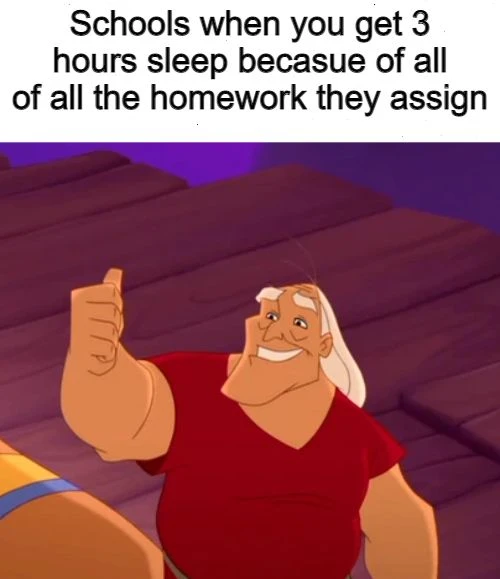 Schools when you get 3
hours sleep becasue of all
of all the homework they assign